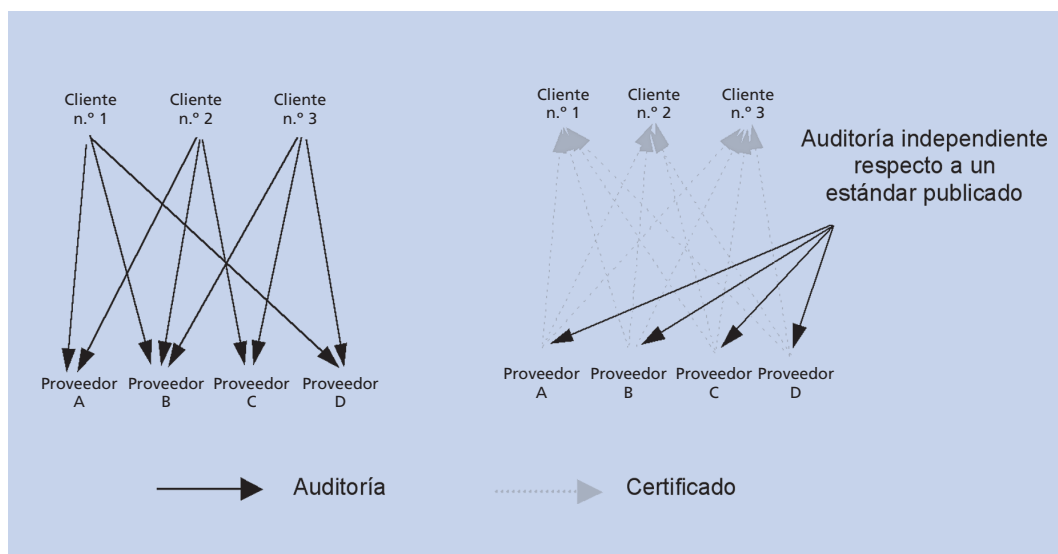 Cliente
n.º 1
Cliente
n.º 2
Cliente
n.º 3
Proveedor
A
Proveedor
B
Proveedor
C
Proveedor
D
Cliente
n.º 1
Cliente
n.º 2
Cliente
n.º 3
Auditoría independiente
respecto a un
estándar publicado
Proveedor
A
Proveedor
B
Proveedor
C
Proveedor
D
Auditoría
Certificado